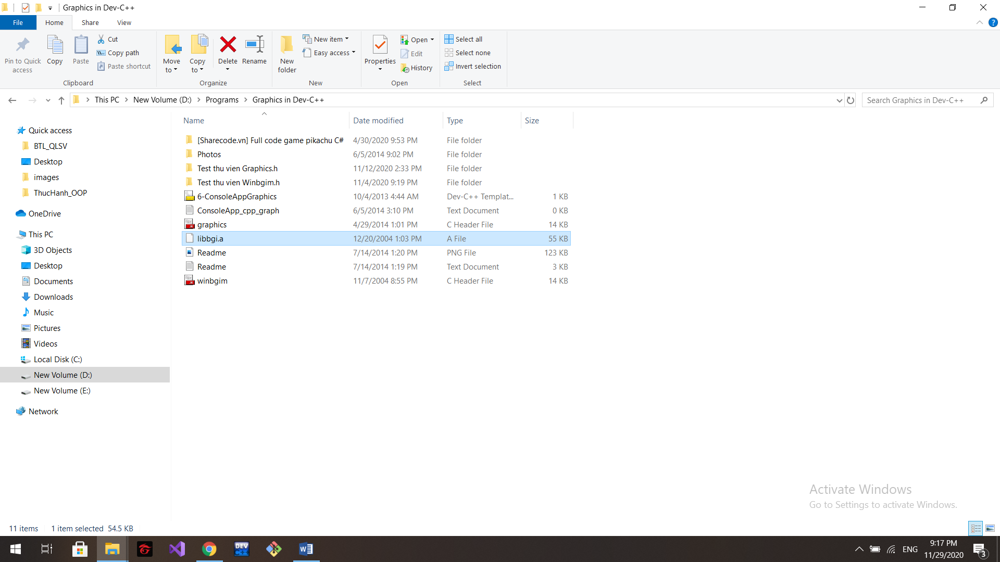 Graphics in Dev-C++
File Home Share View
Pin to Quick access
Copy
Paste
Cut
Copy path
Paste shortcut
Clipboard
Move to
Copy to
Delete
Rename
Organize
New folder
New item
Easy access
New
Properties
Open
Edit
History
Open
Select all
Select none
Invert selection
Select
This PC > New Volume (D:) > Programs > Graphics in Dev-C++
Search Graphics in Dev-C++
Quick access
BTL_QLSV
Desktop
images
ThucHanh_OOP
OneDrive
This PC
3D Objects
Desktop
Documents
Downloads
Music
Pictures
Videos
Local Disk (C:)
New Volume (D:)
New Volume (E:)
Network
Name Date modified Type Size
[Sharecode.vn] Full code game pikachu C# 4/30/2020 9:53 PM File folder
Photos 6/5/2014 9:02 PM File folder
Test thu vien Graphics.h 11/12/2020 2:33 PM File folder
Test thu vien Winbgim.h 11/4/2020 9:19 PM File folder
6-ConsoleAppGraphics 10/4/2013 4:44 AM Dev-C++ Templat... 1 KB
ConsoleApp_cpp_graph 6/5/2014 3:10 PM Text Document 0 KB
graphics 4/29/2014 1:01 PM C Header File 14 KB
libbgi.a 12/20/2004 1:03 PM A File 55 KB
Readme 7/14/2014 1:20 PM PNG File 123 KB
Readme 7/14/2014 1:19 PM Text Document 3 KB
winbgim 11/7/2004 8:55 PM C Header File 14 KB
Activate Windows
Go to Settings to activate Windows.
11 items 1 item selected 54.5 KB
DEV C++
ENG
9:17 PM
11/29/2020
3